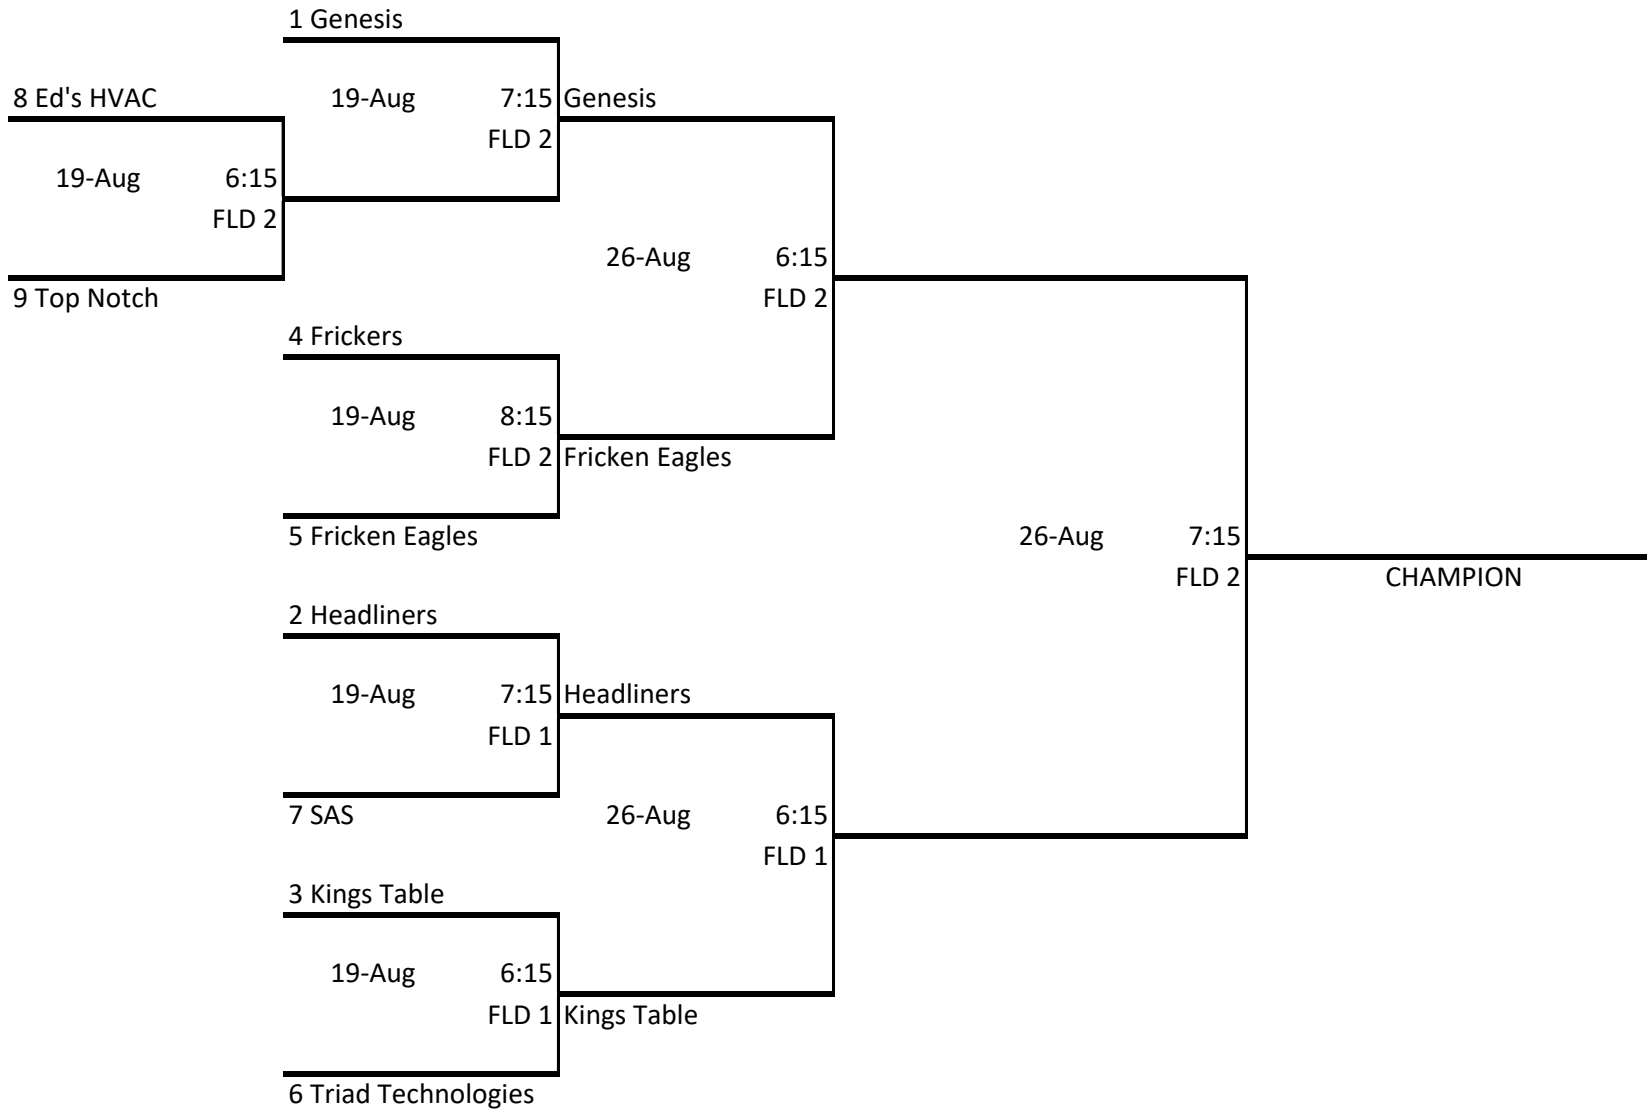 1 Genesis
8 Ed's HVAC
19-Aug 7:15 Genesis
FLD 2
19-Aug 6:15
FLD 2
26-Aug 6:15
9 Top Notch
FLD 2
4 Frickers
19-Aug 8:15
FLD 2 Fricken Eagles
5 Fricken Eagles
26-Aug 7:15
FLD 2
CHAMPION
2 Headliners
19-Aug 7:15 Headliners
FLD 1
7 SAS
26-Aug 6:15
FLD 1
3 Kings Table
19-Aug 6:15
FLD 1 Kings Table
6 Triad Technologies